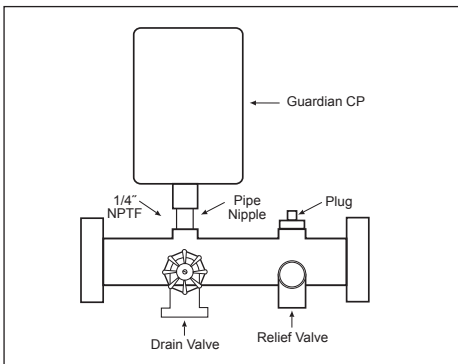 Guardian CP
1/4″
NPTF
Pipe
Nipple
Plug
Drain Valve
Relief Valve